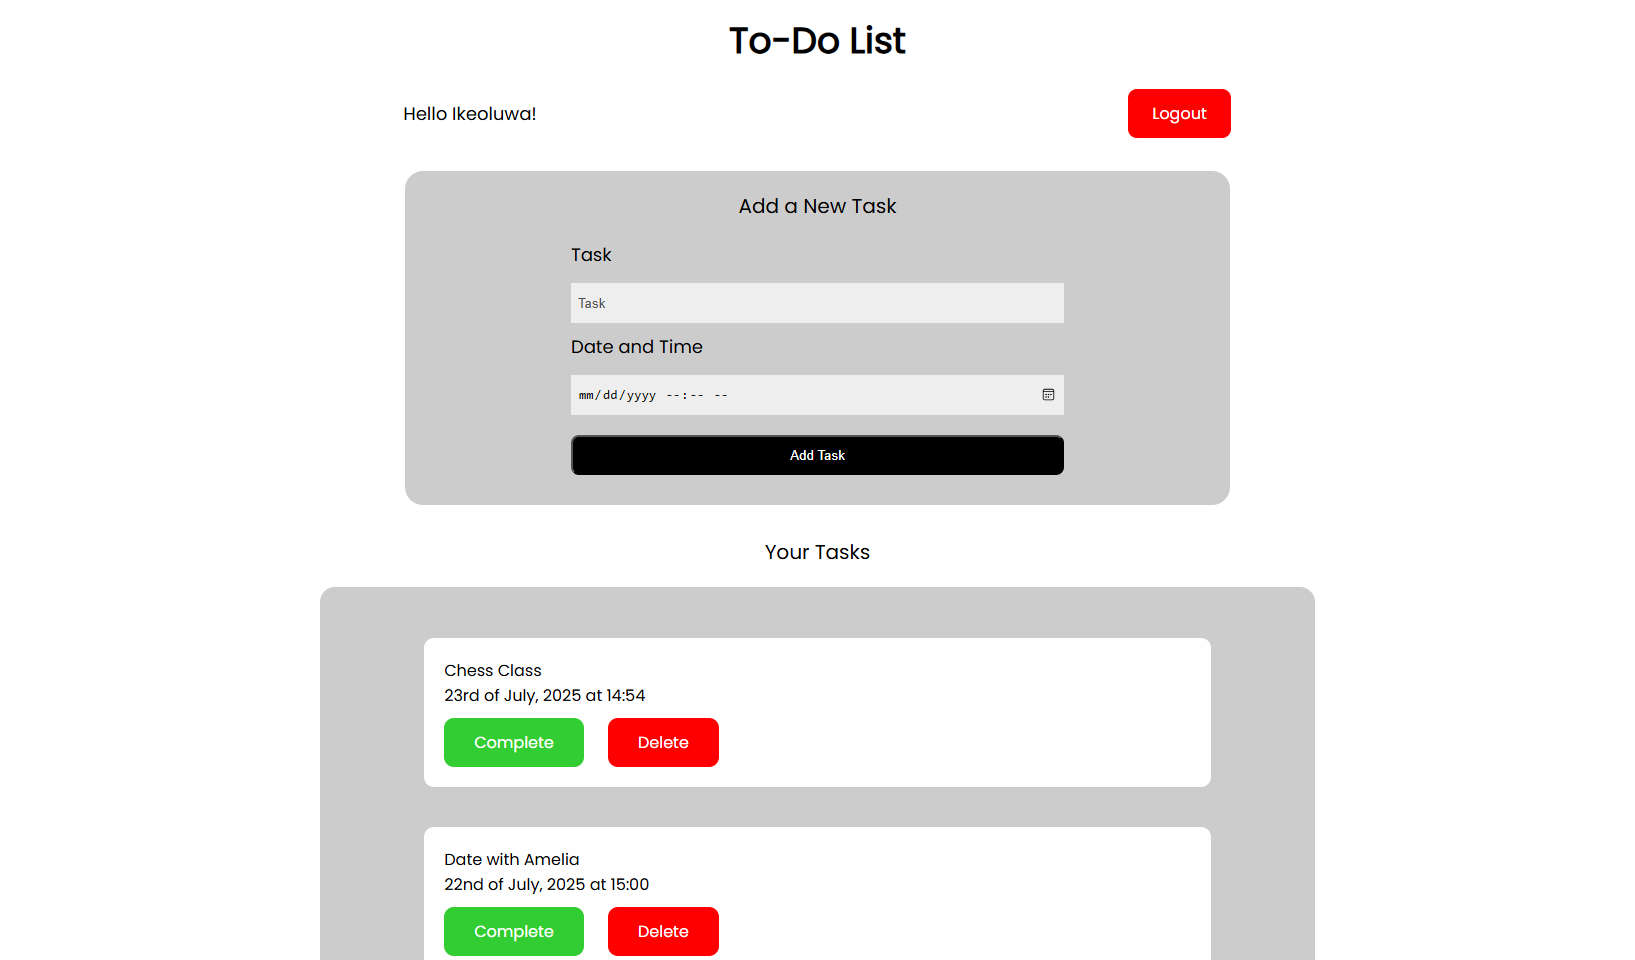 To-Do List
Hello Ikeoluwa!
Logout
Add a New Task
Task
Task
Date and Time
mm/dd/yyyy --:-- --
Add Task
Your Tasks
Chess Class
23rd of July, 2025 at 14:54
Complete Delete
Date with Amelia
22nd of July, 2025 at 15:00
Complete Delete